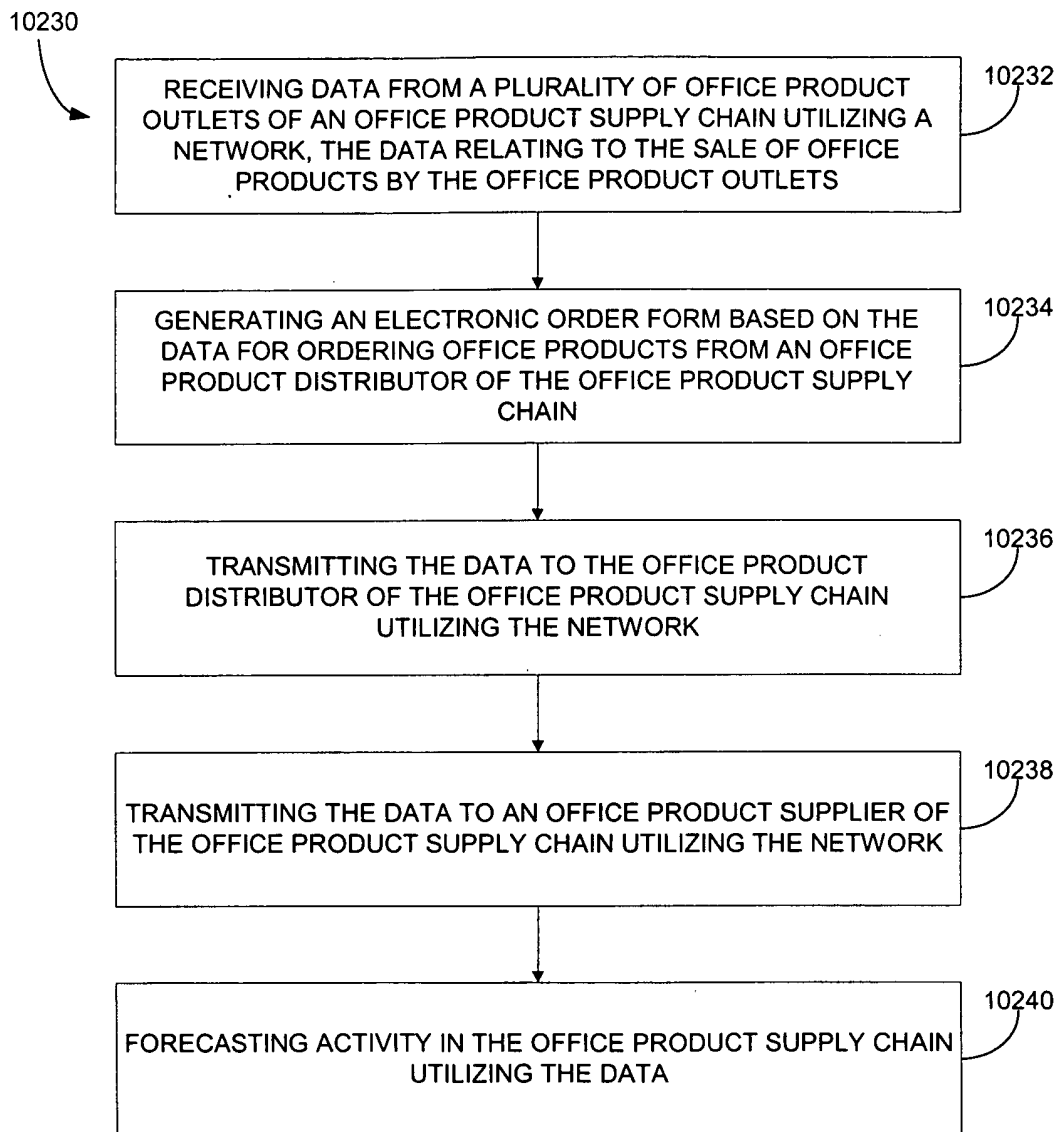 10230
RECEIVING DATA FROM A PLURALITY OF OFFICE PRODUCT
OUTLETS OF AN OFFICE PRODUCT SUPPLY CHAIN UTILIZING A
NETWORK, THE DATA RELATING TO THE SALE OF OFFICE
PRODUCTS BY THE OFFICE PRODUCT OUTLETS
10232
GENERATING AN ELECTRONIC ORDER FORM BASED ON THE
DATA FOR ORDERING OFFICE PRODUCTS FROM AN OFFICE
PRODUCT DISTRIBUTOR OF THE OFFICE PRODUCT SUPPLY
CHAIN
10234
TRANSMITTING THE DATA TO THE OFFICE PRODUCT
DISTRIBUTOR OF THE OFFICE PRODUCT SUPPLY CHAIN
UTILIZING THE NETWORK
10236
TRANSMITTING THE DATA TO AN OFFICE PRODUCT SUPPLIER OF
THE OFFICE PRODUCT SUPPLY CHAIN UTILIZING THE NETWORK
10238
FORECASTING ACTIVITY IN THE OFFICE PRODUCT SUPPLY CHAIN
UTILIZING THE DATA
10240